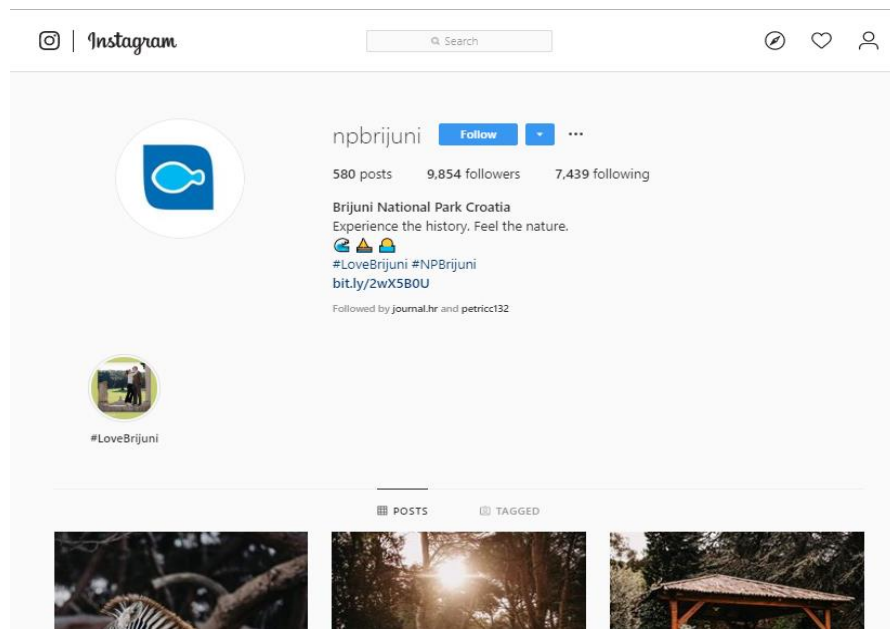 Instagram
Search
npbrijuni Follow
580 posts 9,854 followers 7,439 following
Brijuni National Park Croatia
Experience the history. Feel the nature.
#LoveBrijuni #NPBrijuni
bit.ly/2wX5B0U
Followed by journal.hr and petricc132
#LoveBrijuni
POSTS TAGGED